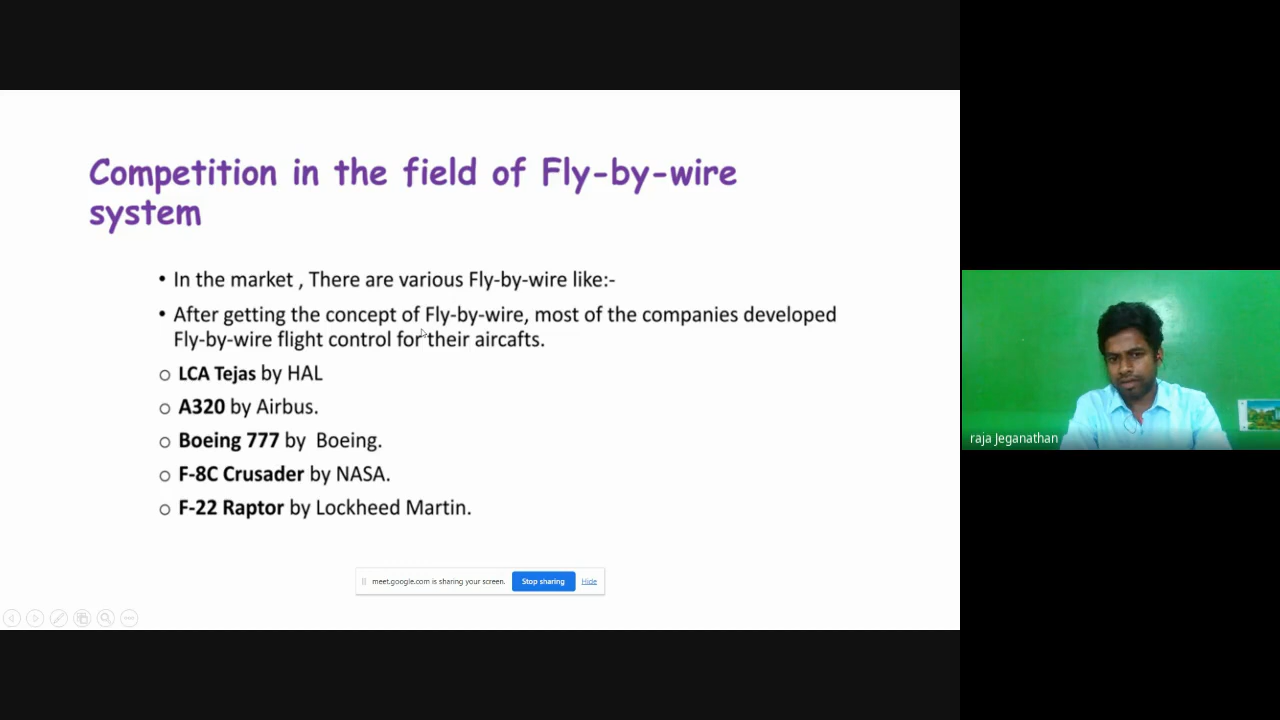 Competition in the field of Fly-by-wire
system
• In the market , There are various Fly-by-wire like:-
• After getting the concept of Fly-by-wire, most of the companies developed
Fly-by-wire flight control for their aircafts.
○ LCA Tejas by HAL
○ A320 by Airbus.
○ Boeing 777 by Boeing.
○ F-8C Crusader by NASA.
○ F-22 Raptor by Lockheed Martin.
meet.google.com is sharing your screen. Stop sharing Hide
raja Jeganathan